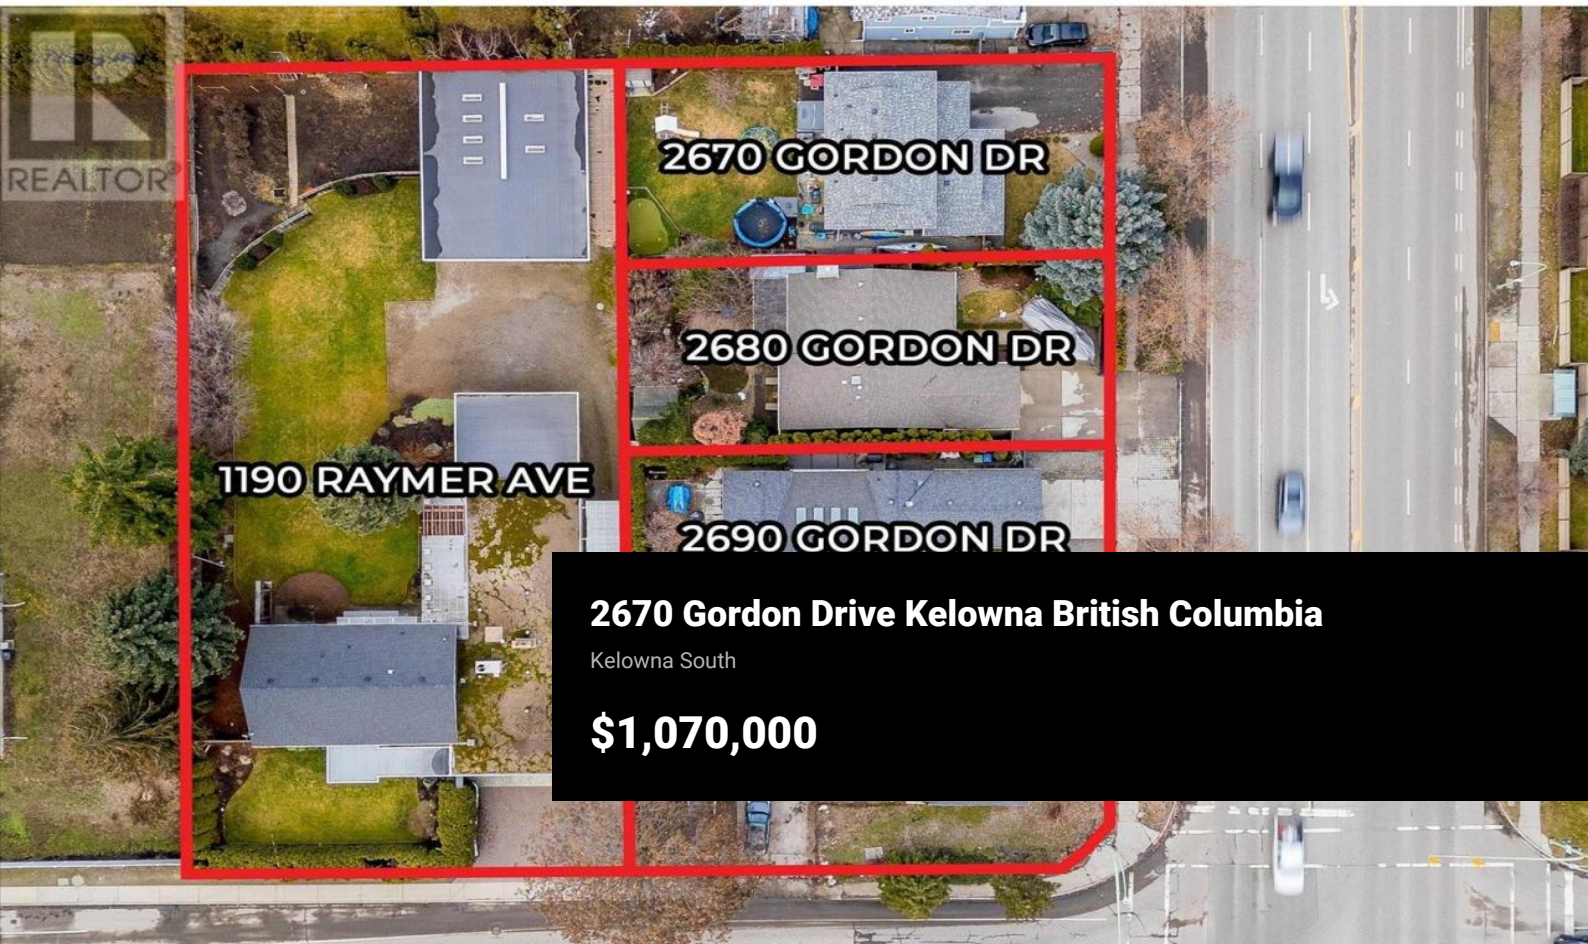 REALTOR®
2670 GORDON DR
2680 GORDON DR
1190 RAYMER AVE
2690 GORDON DR
2670 Gordon Drive Kelowna British Columbia
Kelowna South
$1,070,000